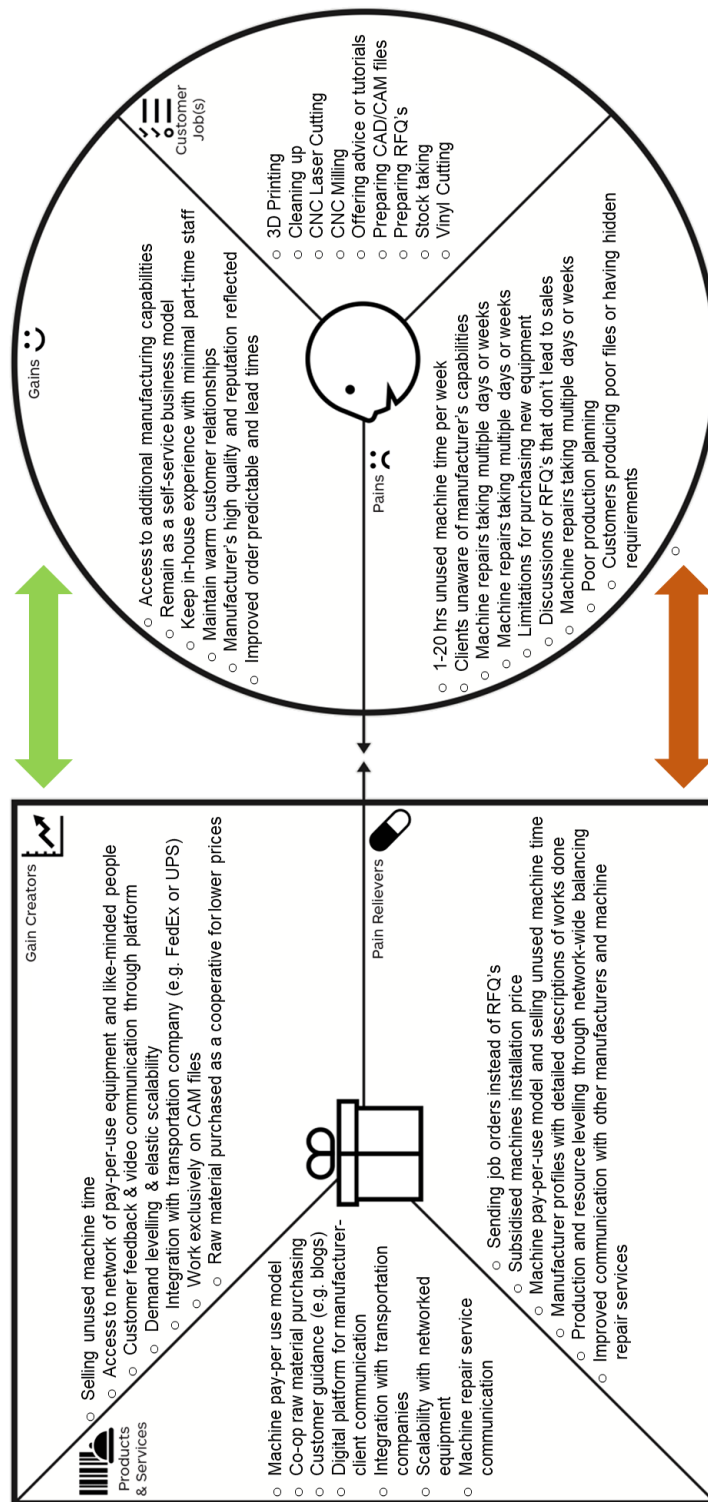 Gain Creators
○ Selling unused machine time
○ Access to network of pay-per-use equipment and like-minded people
○ Customer feedback & video communication through platform
○ Demand levelling & elastic scalability
○ Integration with transportation company (e.g. FedEx or UPS)
○ Work exclusively on CAM files
○ Raw material purchased as a cooperative for lower prices
Products
& Services
○ Machine pay-per use model
○ Co-op raw material purchasing
○ Customer guidance (e.g. blogs)
○ Digital platform for manufacturer-
client communication
○ Integration with transportation
companies
○ Scalability with networked
equipment
○ Machine repair service
communication
Pain Relievers
○ Sending job orders instead of RFQ's
○ Subsidised machines installation price
○ Machine pay-per-use model and selling unused machine time
○ Manufacturer profiles with detailed descriptions of works done
○ Production and resource levelling through network-wide balancing
○ Improved communication with other manufacturers and machine
repair services
Gains
○ Access to additional manufacturing capabilities
○ Remain as a self-service business model
○ Keep in-house experience with minimal part-time staff
○ Maintain warm customer relationships
○ Manufacturer's high quality and reputation reflected
○ Improved order predictable and lead times
Customer
Job(s)
○ 3D Printing
○ Cleaning up
○ CNC Laser Cutting
○ CNC Milling
○ Offering advice or tutorials
○ Preparing CAD/CAM files
○ Preparing RFQ's
○ Stock taking
○ Vinyl Cutting
Pains
○ 1-20 hrs unused machine time per week
○ Clients unaware of manufacturer's capabilities
○ Machine repairs taking multiple days or weeks
○ Machine repairs taking multiple days or weeks
○ Limitations for purchasing new equipment
○ Discussions or RFQ's that don't lead to sales
○ Machine repairs taking multiple days or weeks
○ Poor production planning
○ Customers producing poor files or having hidden
requirements
○